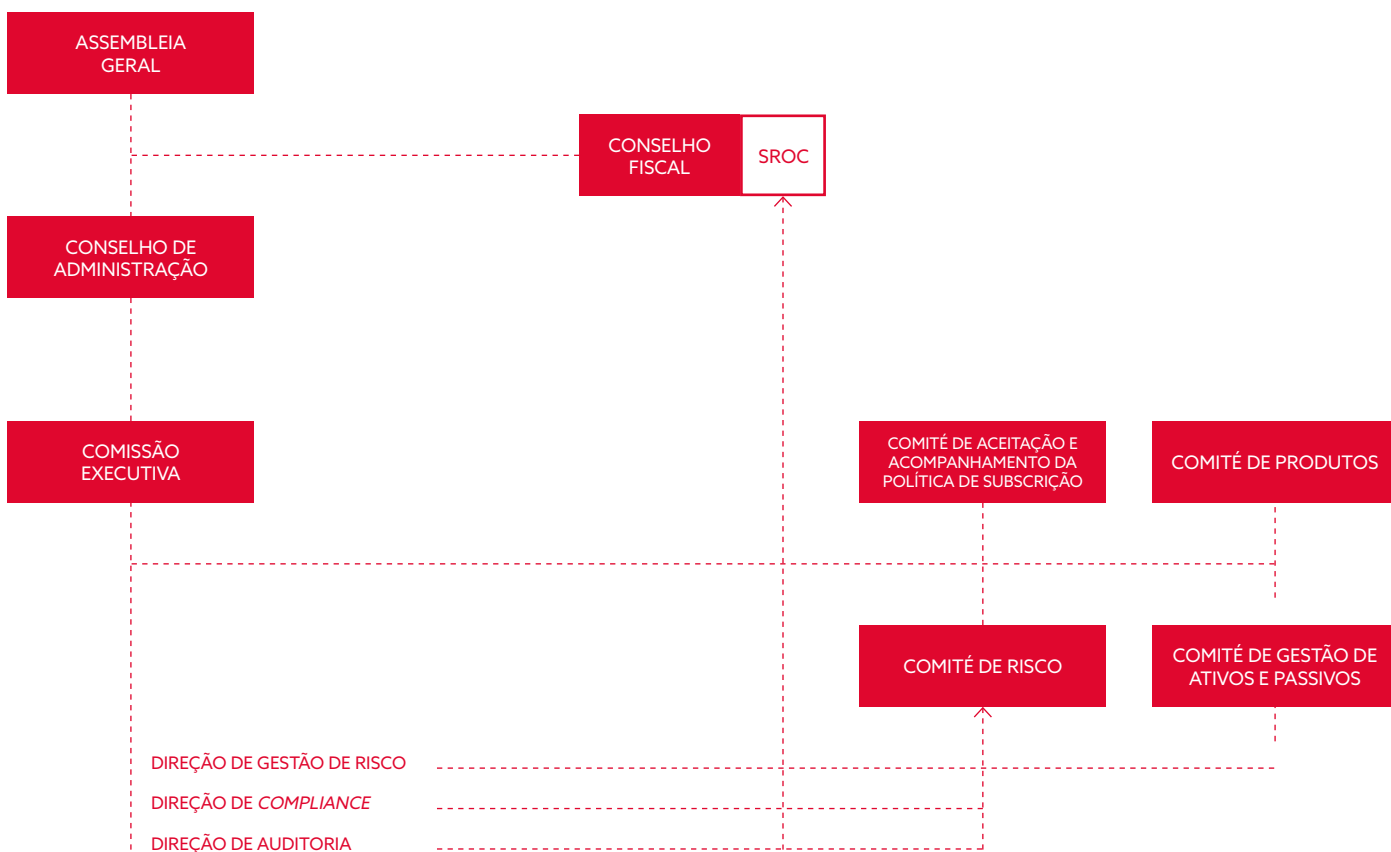 ASSEMBLEIA
GERAL
CONSELHO
FISCAL
SROC
CONSELHO DE
ADMINISTRAÇÃO
COMISSÃO
EXECUTIVA
COMITÉ DE ACEITAÇÃO E
ACOMPANHAMENTO DA
POLÍTICA DE SUBSCRIÇÃO
COMITÉ DE PRODUTOS
COMITÉ DE RISCO
COMITÉ DE GESTÃO DE
ATIVOS E PASSIVOS
DIREÇÃO DE GESTÃO DE RISCO
DIREÇÃO DE COMPLIANCE
DIREÇÃO DE AUDITORIA